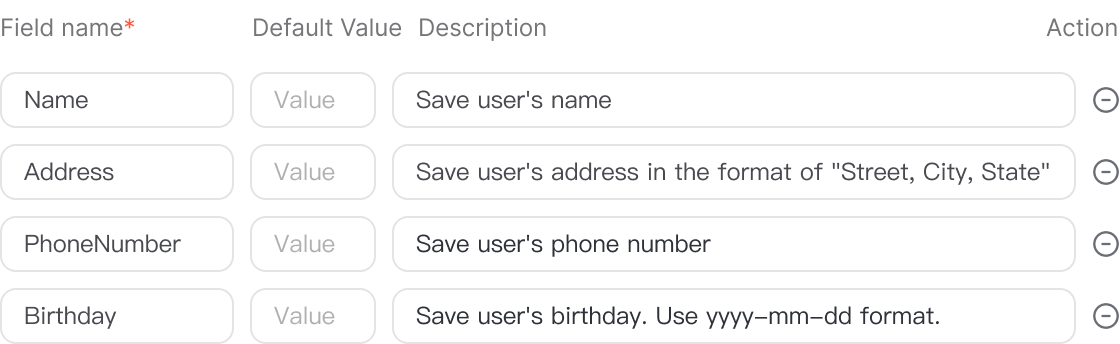 Field name* Default Value Description Action
Name Value Save user's name
Address Value Save user's address in the format of "Street, City, State"
PhoneNumber Value Save user's phone number
Birthday Value Save user's birthday. Use yyyy–mm–dd format.